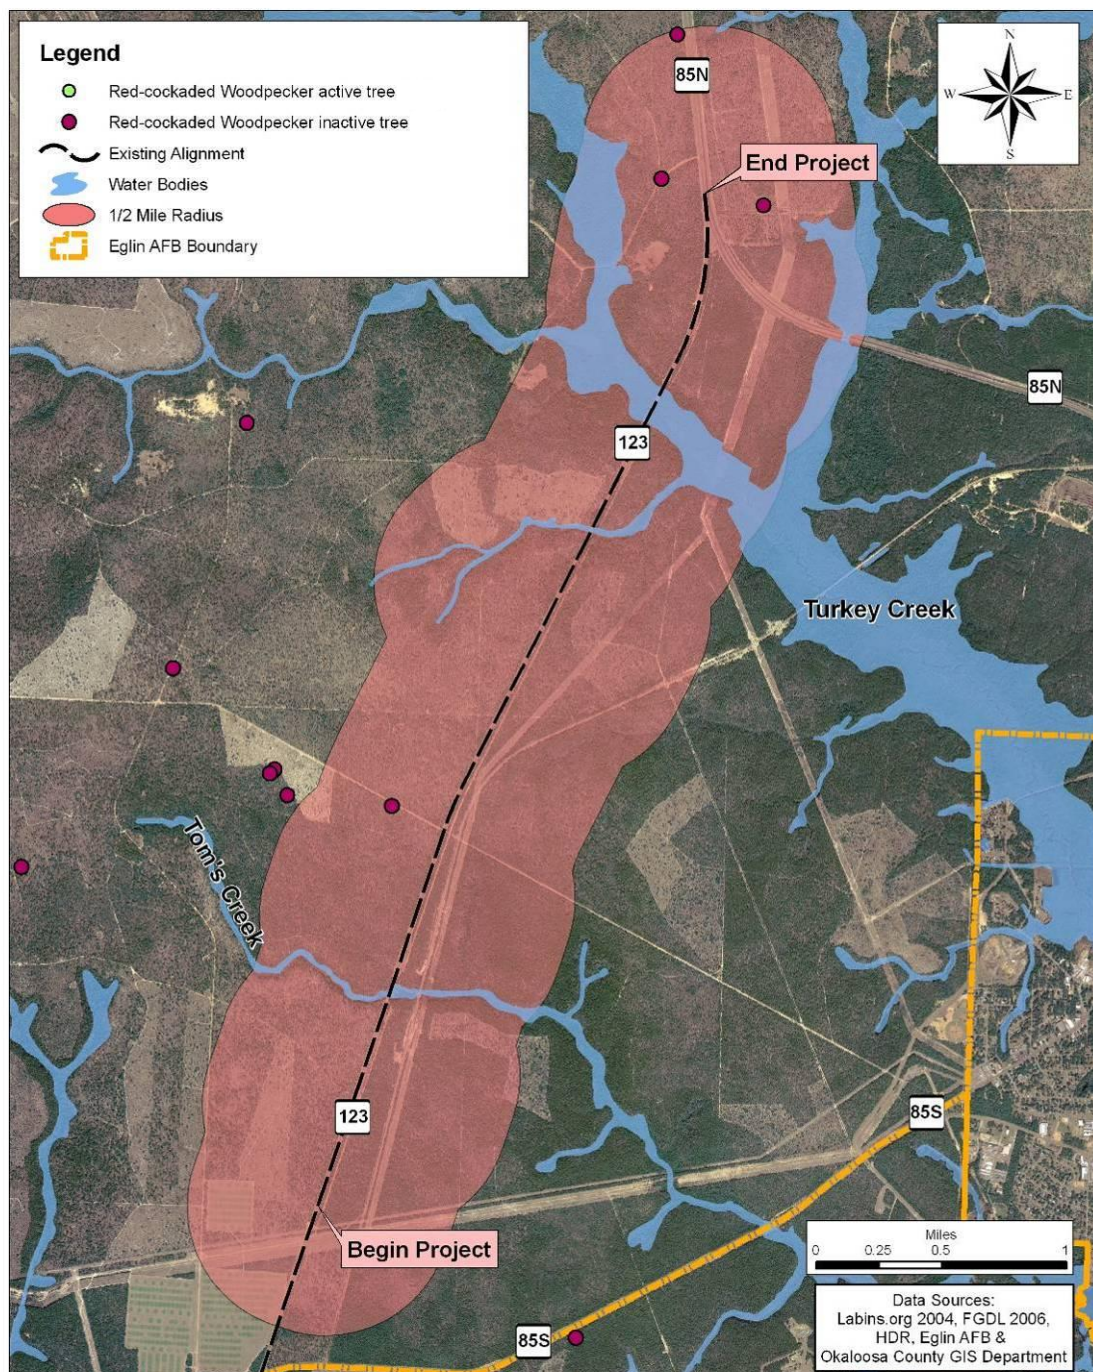 Legend
Red-cockaded Woodpecker active tree
Red-cockaded Woodpecker inactive tree
Existing Alignment
Water Bodies
1/2 Mile Radius
Eglin AFB Boundary
N
W
E
S
85N
End Project
85N
123
Turkey Creek
Tom's Creek
123
85S
Begin Project
Miles
0 0.25 0.5 1
85S
Data Sources:
Labins.org 2004, FGDL 2006,
HDR, Eglin AFB &
Okaloosa County GIS Department